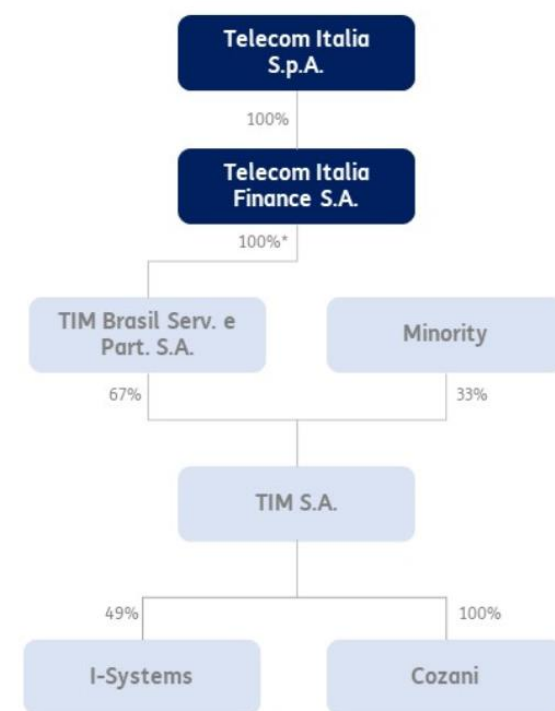 Telecom Italia
S.p.A.
100%
Telecom Italia
Finance S.A.
100%*
TIM Brasil Serv. e
Part. S.A.
Minority
67%
33%
TIM S.A.
49%
100%
I-Systems
Cozani